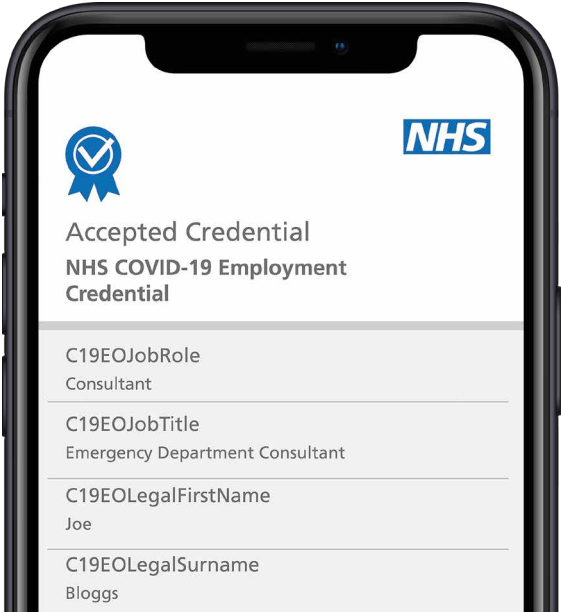 NHS
Accepted Credential
NHS COVID-19 Employment
Credential
C19EOJobRole
Consultant
C19EOJobTitle
Emergency Department Consultant
C19EOLegalFirstName
Joe
C19EOLegalSurname
Bloggs